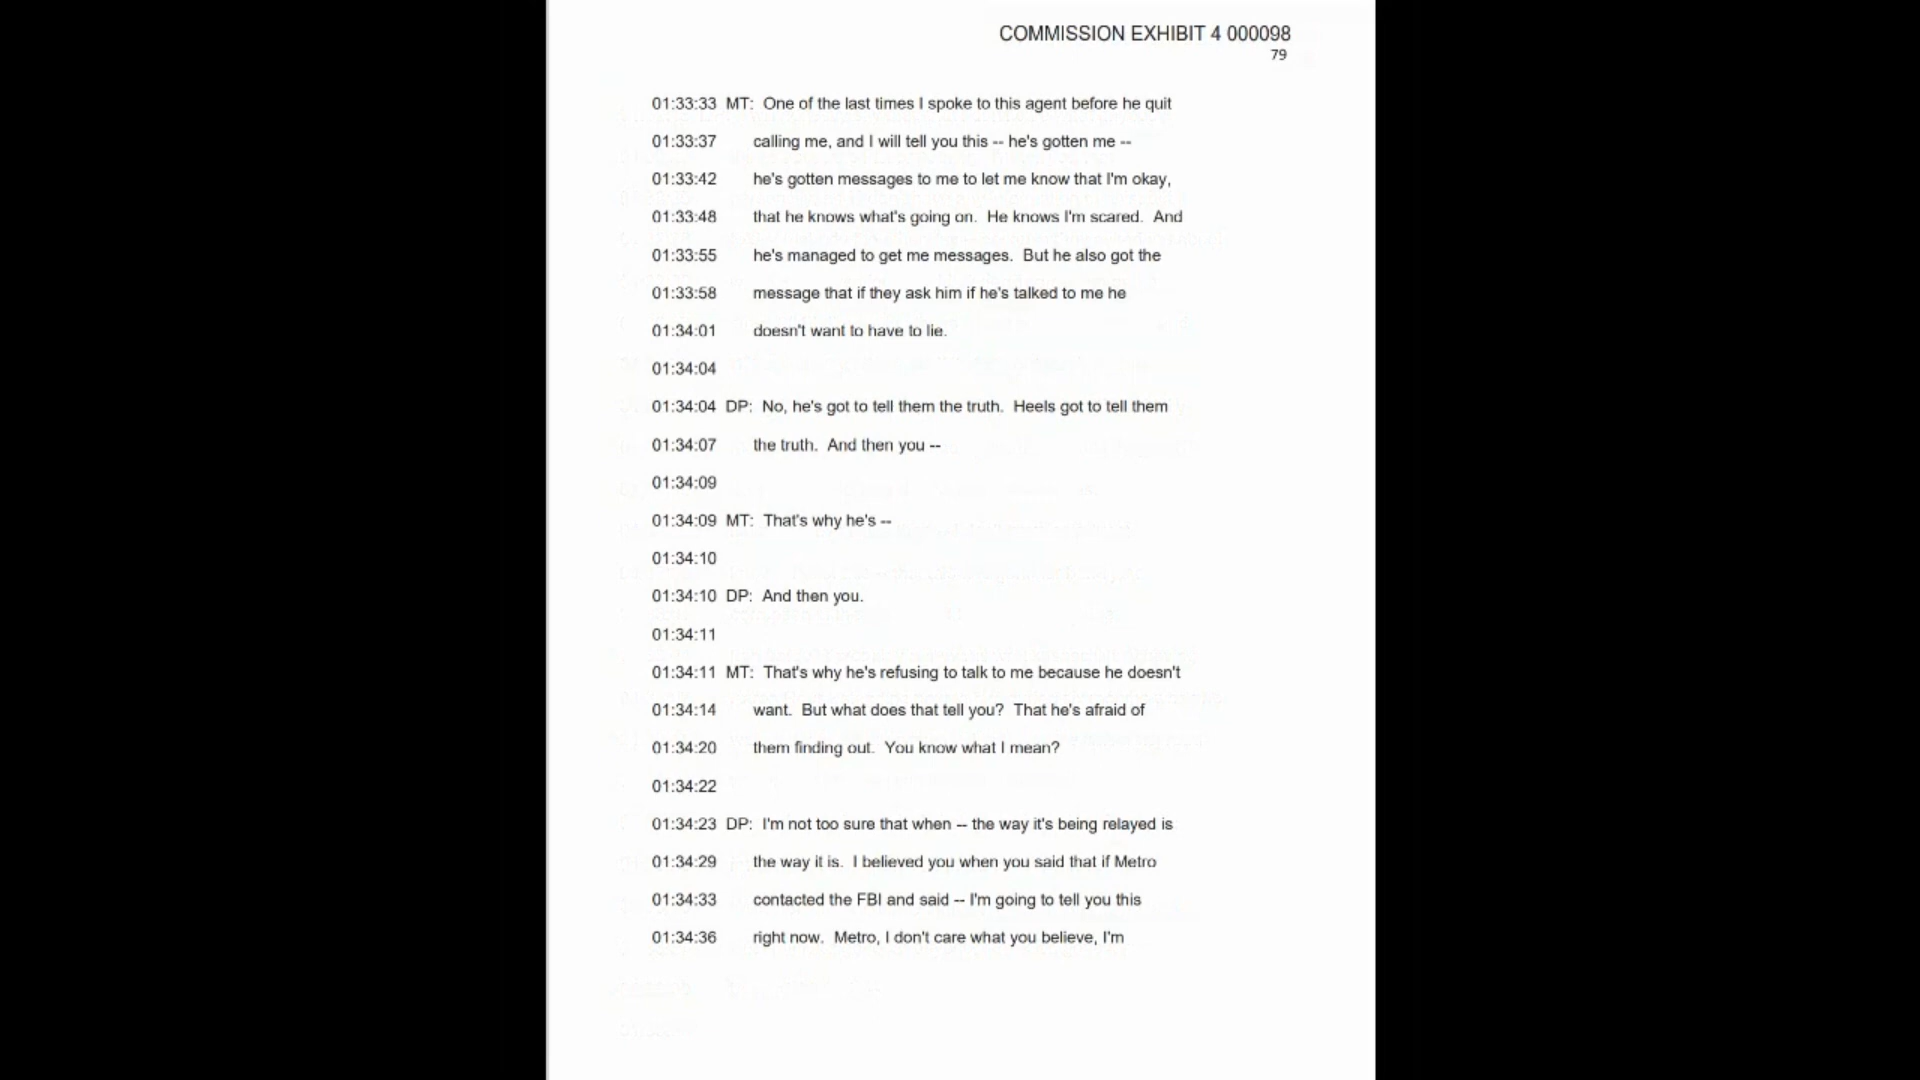 COMMISSION EXHIBIT 4 000098
79
01:33:33 MT: One of the last times I spoke to this agent before he quit
01:33:37 calling me, and I will tell you this -- he's gotten me --
01:33:42 he's gotten messages to me to let me know that I'm okay,
01:33:48 that he knows what's going on. He knows I'm scared. And
01:33:55 he's managed to get me messages. But he also got the
01:33:58 message that if they ask him if he's talked to me he
01:34:01 doesn't want to have to lie.
01:34:04
01:34:04 DP: No, he's got to tell them the truth. Heels got to tell them
01:34:07 the truth. And then you --
01:34:09
01:34:09 MT: That's why he's --
01:34:10
01:34:10 DP: And then you.
01:34:11
01:34:11 MT: That's why he's refusing to talk to me because he doesn't
01:34:14 want. But what does that tell you? That he's afraid of
01:34:20 them finding out. You know what I mean?
01:34:22
01:34:23 DP: I'm not too sure that when -- the way it's being relayed is
01:34:29 the way it is. I believed you when you said that if Metro
01:34:33 contacted the FBI and said -- I'm going to tell you this
01:34:36 right now. Metro, I don't care what you believe, I'm